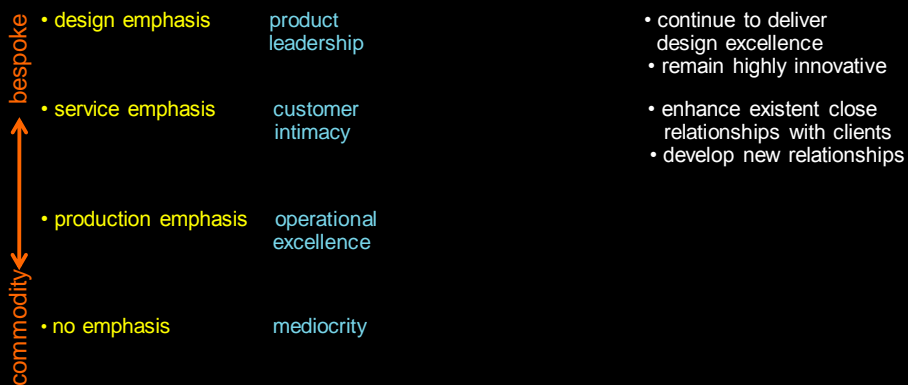 bespoke
commodity
• design emphasis
product
leadership
• continue to deliver
design excellence
• remain highly innovative
• service emphasis
customer
intimacy
• enhance existent close
relationships with clients
• develop new relationships
• production emphasis
operational
excellence
• no emphasis
mediocrity